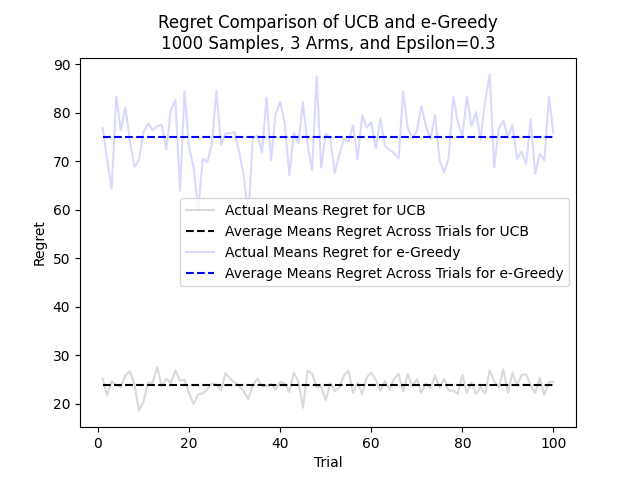 Regret Comparison of UCB and e-Greedy
1000 Samples, 3 Arms, and Epsilon=0.3
90
80
70
60
50
40
30
20
Regret
Actual Means Regret for UCB
Average Means Regret Across Trials for UCB
Actual Means Regret for e-Greedy
Average Means Regret Across Trials for e-Greedy
0 20 40 60 80 100
Trial